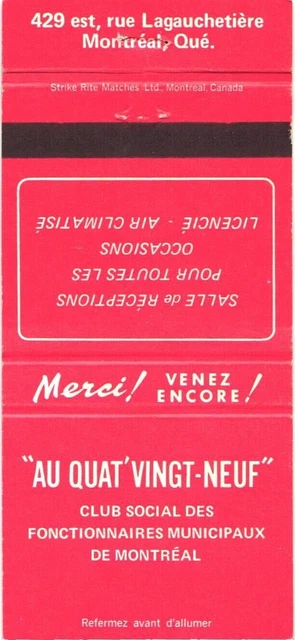 429 est, rue Lagauchetière
Montréal, Qué.
Strike Rite Matches Ltd., Montreal, Canada
SALLE de RÉCEPTIONS
POUR TOUTES LES
OCCASIONS
LICENCIÉ - AIR CLIMATISÉ
Merci! VENEZ
ENCORE!
"AU QUAT'VINGT-NEUF"
CLUB SOCIAL DES
FONCTIONNAIRES MUNICIPAUX
DE MONTRÉAL
Refermez avant d'allumer